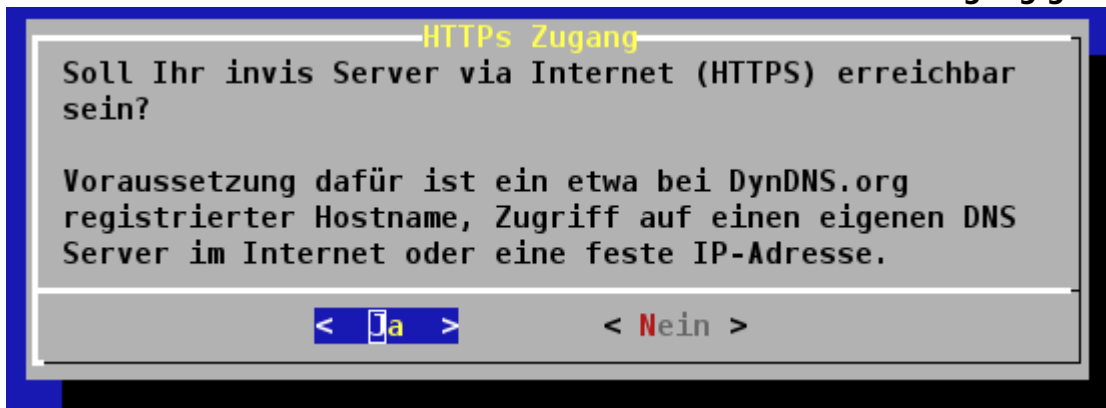 HTTPs Zugang
Soll Ihr invis Server via Internet (HTTPS) erreichbar
sein?
Voraussetzung dafür ist ein etwa bei DynDNS.org
registrierter Hostname, Zugriff auf einen eigenen DNS
Server im Internet oder eine feste IP-Adresse.
< Ja > < Nein >